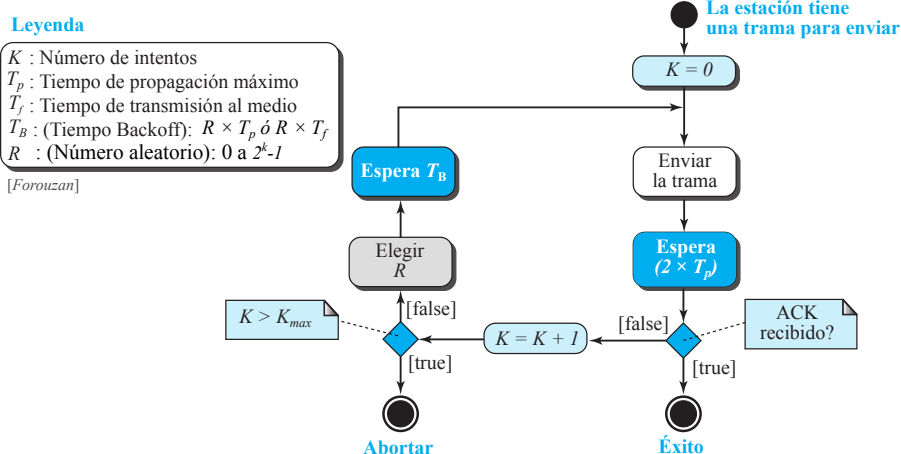 Leyenda
K : Número de intentos
Tp : Tiempo de propagación máximo
Tf : Tiempo de transmisión al medio
TB : (Tiempo Backoff): R × Tp ó R × Tf
R : (Número aleatorio): 0 a 2^k-1
[Forouzan]
La estación tiene
una trama para enviar
K = 0
Enviar
la trama
Espera TB
Espera
(2 × Tp)
Elegir
R
[false]
K > Kmax
[true]
K = K + 1
[false]
ACK
recibido?
[true]
Abortar
Éxito